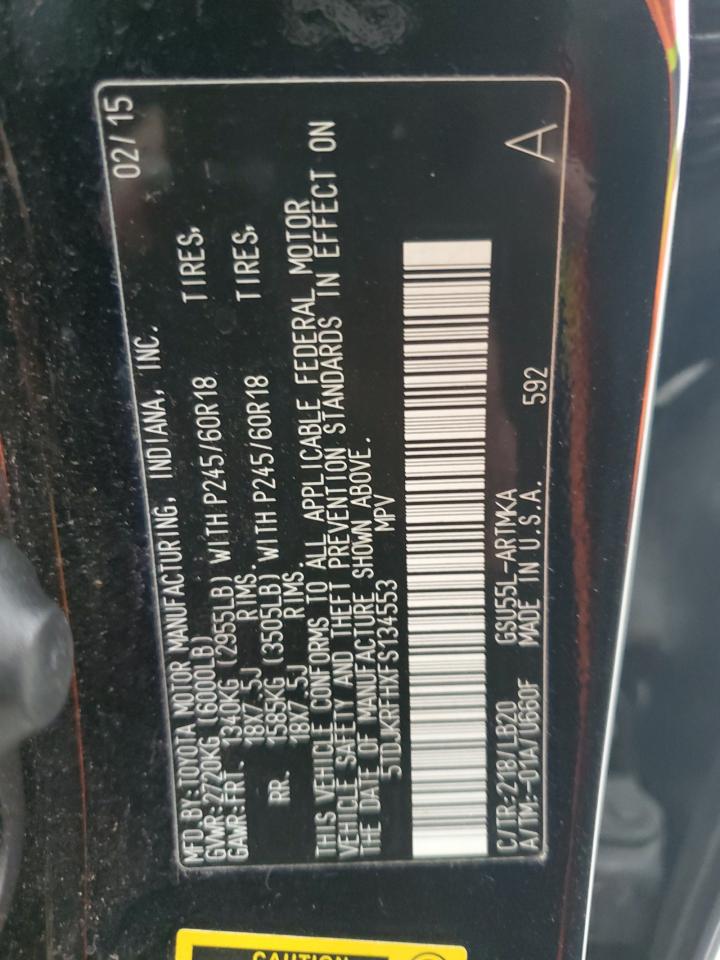 MFD.BY:TOYOTA MOTOR MANUFACTURING, INDIANA, INC. 02/15
GVWR:2720KG (6000LB)
GAWR:FRT. 1340KG (2955LB) WITH P245/60R18 TIRES,
18X7.5J RIMS.
RR. 1585KG (3505LB) WITH P245/60R18 TIRES,
18X7.5J RIMS.
THIS VEHICLE CONFORMS TO ALL APPLICABLE FEDERAL MOTOR
VEHICLE SAFETY AND THEFT PREVENTION STANDARDS IN EFFECT ON
THE DATE OF MANUFACTURE SHOWN ABOVE.
5TDJKRFHXFS134553 MPV
C/TR:218/LB20 GSU55L-ARTMKA
A/TM:-01A/U660F MADE IN U.S.A. 592 A
CAUTION